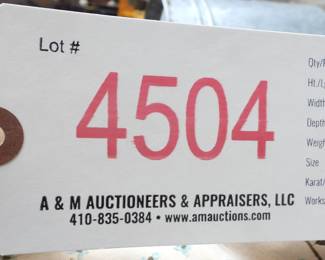 Lot #
4504
A & M AUCTIONEERS & APPRAISERS, LLC
410-835-0384 • www.amauctions.com
Width
Depth
Size